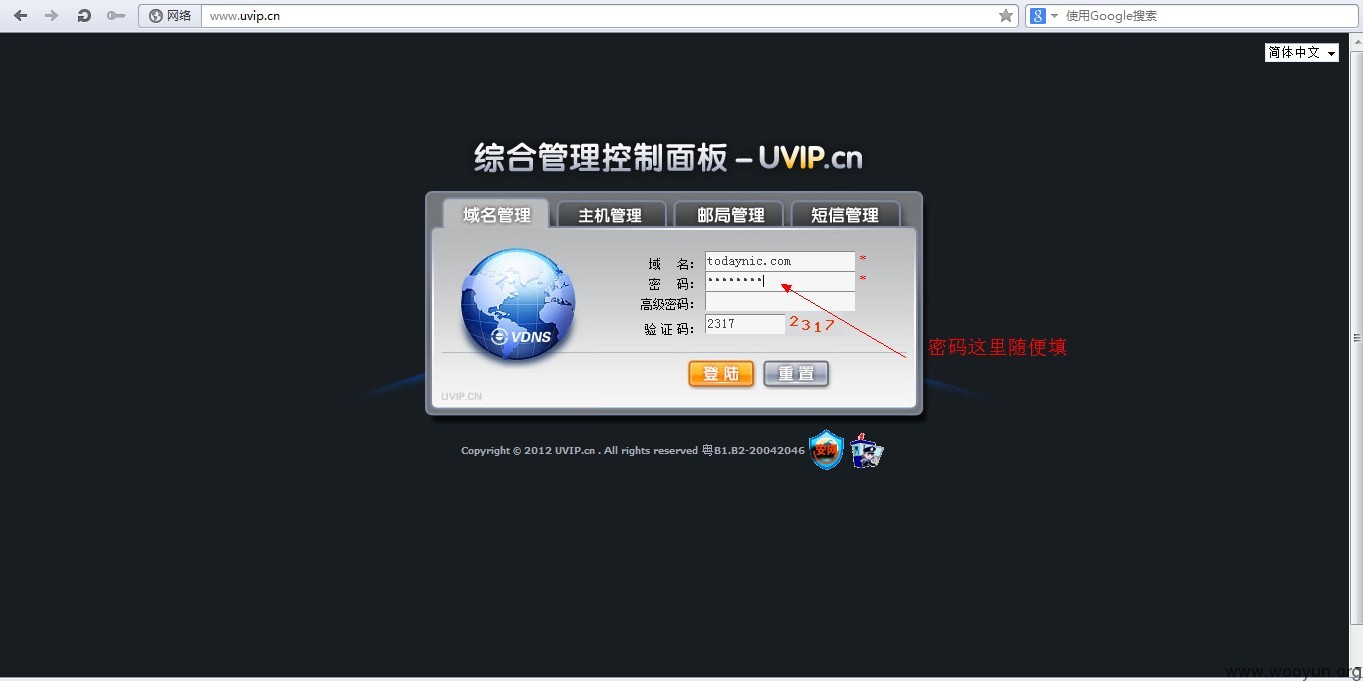 网络
www.uvip.cn
使用Google搜索
简体中文
综合管理控制面板 – UVIP.cn
域名管理 主机管理 邮局管理 短信管理
域 名: todaynic.com *
密 码: •••••••• *
高级密码:
验 证 码: 2317 2317
VDNS
密码这里随便填
登 陆 重 置
UVIP.CN
Copyright © 2012 UVIP.cn . All rights reserved 粤B1.B2-20042046
www.wooyun.org